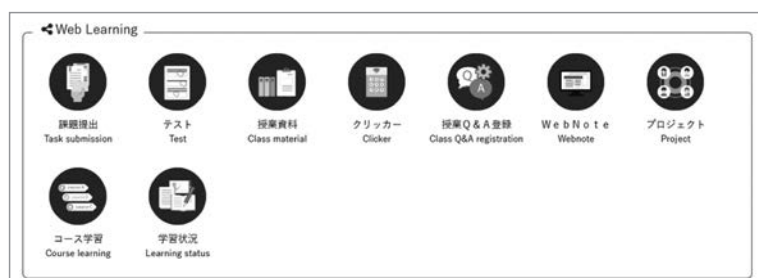 Web Learning
課題提出
Task submission
テスト
Test
授業資料
Class material
クリッカー
Clicker
Q
A
授業Q&A登録
Class Q&A registration
WebNote
Webnote
プロジェクト
Project
コース学習
Course learning
学習状況
Learning status